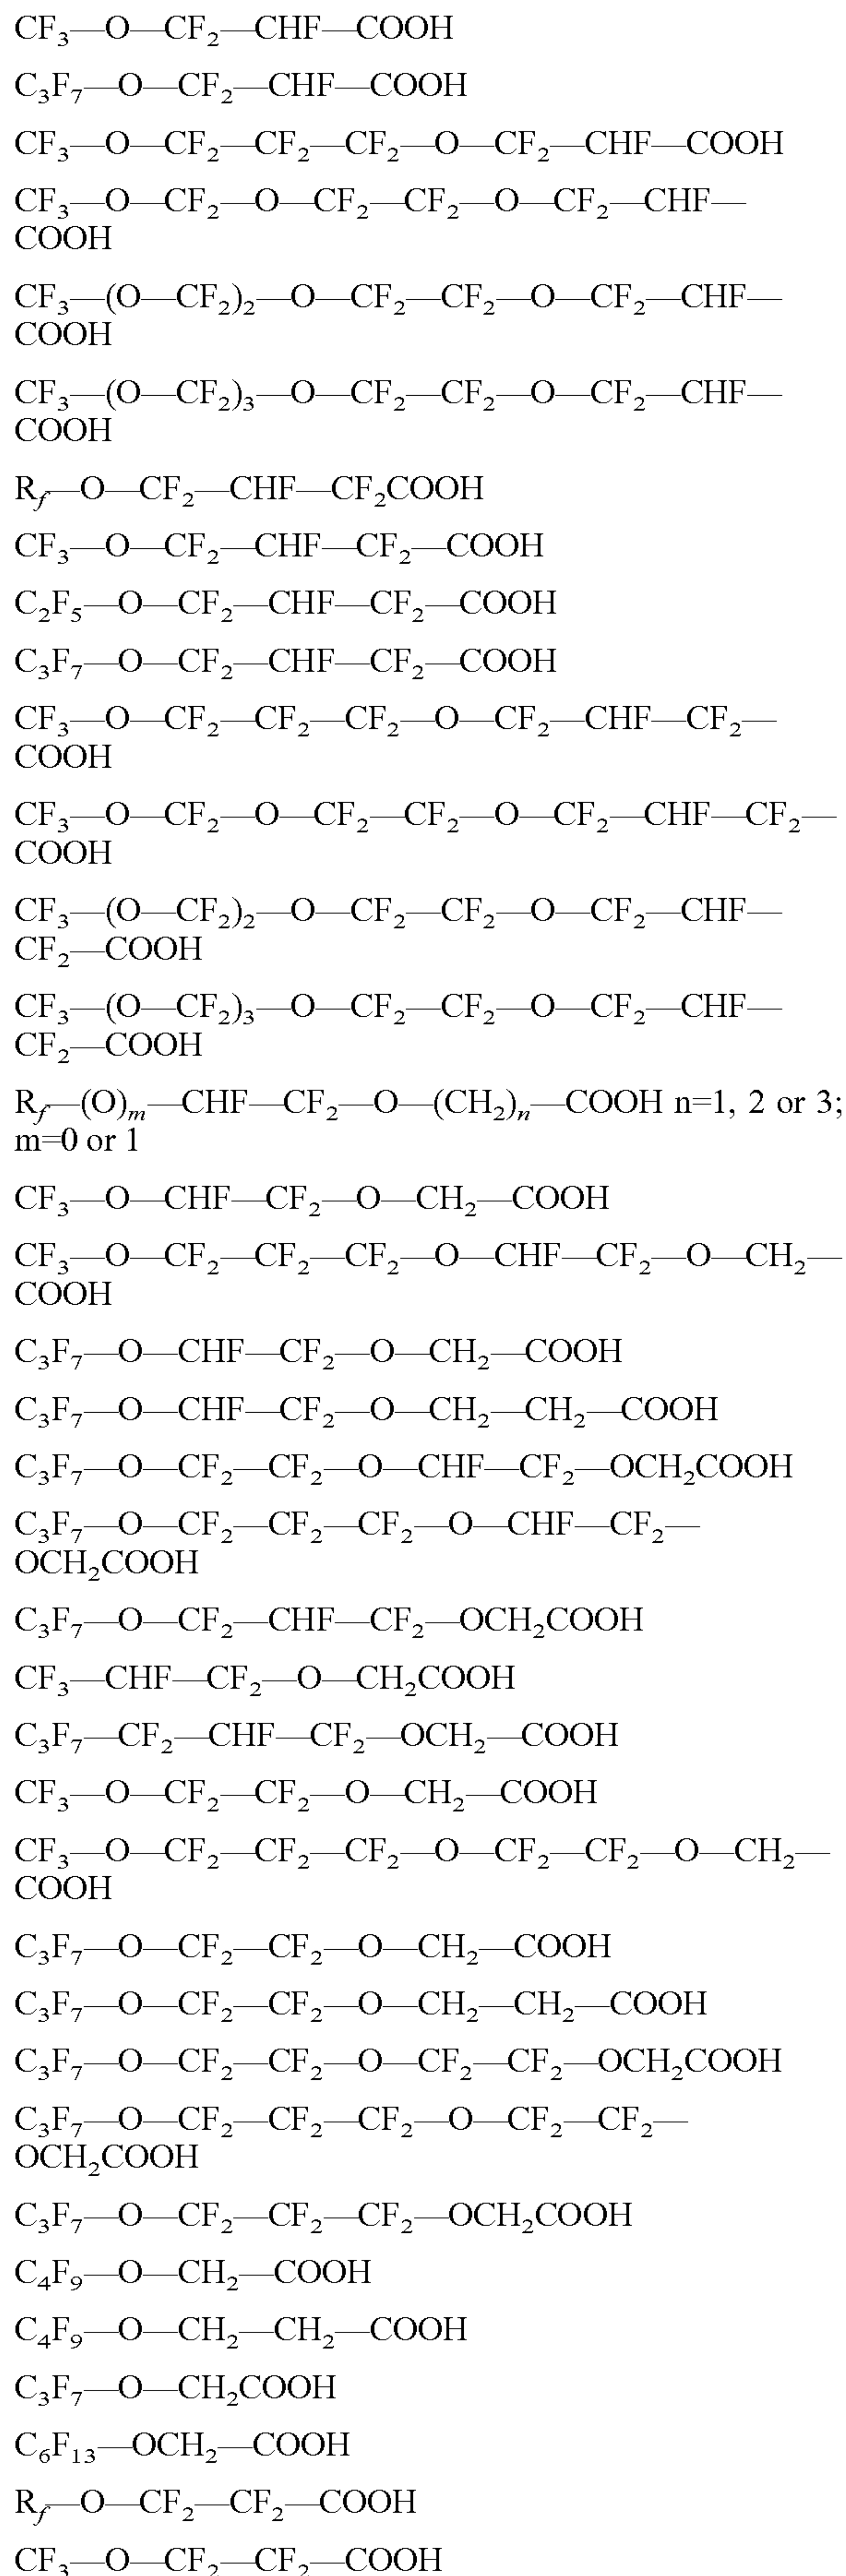 CF₃—O—CF₂—CHF—COOH
C₃F₇—O—CF₂—CHF—COOH
CF₃—O—CF₂—CF₂—CF₂—O—CF₂—CHF—COOH
CF₃—O—CF₂—O—CF₂—CF₂—O—CF₂—CHF—
COOH
CF₃—(O—CF₂)₂—O—CF₂—CF₂—O—CF₂—CHF—
COOH
CF₃—(O—CF₂)₃—O—CF₂—CF₂—O—CF₂—CHF—
COOH
R_f—O—CF₂—CHF—CF₂COOH
CF₃—O—CF₂—CHF—CF₂—COOH
C₂F₅—O—CF₂—CHF—CF₂—COOH
C₃F₇—O—CF₂—CHF—CF₂—COOH
CF₃—O—CF₂—CF₂—CF₂—O—CF₂—CHF—CF₂—
COOH
CF₃—O—CF₂—O—CF₂—CF₂—O—CF₂—CHF—CF₂—
COOH
CF₃—(O—CF₂)₂—O—CF₂—CF₂—O—CF₂—CHF—
CF₂—COOH
CF₃—(O—CF₂)₃—O—CF₂—CF₂—O—CF₂—CHF—
CF₂—COOH
R_f—(O)ₘ—CHF—CF₂—O—(CH₂)ₙ—COOH n=1, 2 or 3;
m=0 or 1
CF₃—O—CHF—CF₂—O—CH₂—COOH
CF₃—O—CF₂—CF₂—CF₂—O—CHF—CF₂—O—CH₂—
COOH
C₃F₇—O—CHF—CF₂—O—CH₂—COOH
C₃F₇—O—CHF—CF₂—O—CH₂—CH₂—COOH
C₃F₇—O—CF₂—CF₂—O—CHF—CF₂—OCH₂COOH
C₃F₇—O—CF₂—CF₂—CF₂—O—CHF—CF₂—
OCH₂COOH
C₃F₇—O—CF₂—CHF—CF₂—OCH₂COOH
CF₃—CHF—CF₂—O—CH₂COOH
C₃F₇—CF₂—CHF—CF₂—OCH₂—COOH
CF₃—O—CF₂—CF₂—O—CH₂—COOH
CF₃—O—CF₂—CF₂—CF₂—O—CF₂—CF₂—O—CH₂—
COOH
C₃F₇—O—CF₂—CF₂—O—CH₂—COOH
C₃F₇—O—CF₂—CF₂—O—CH₂—CH₂—COOH
C₃F₇—O—CF₂—CF₂—O—CF₂—CF₂—OCH₂COOH
C₃F₇—O—CF₂—CF₂—CF₂—O—CF₂—CF₂—
OCH₂COOH
C₃F₇—O—CF₂—CF₂—CF₂—OCH₂COOH
C₄F₉—O—CH₂—COOH
C₄F₉—O—CH₂—CH₂—COOH
C₃F₇—O—CH₂COOH
C₆F₁₃—OCH₂—COOH
R_f—O—CF₂—CF₂—COOH
CF₃—O—CF₂—CF₂—COOH